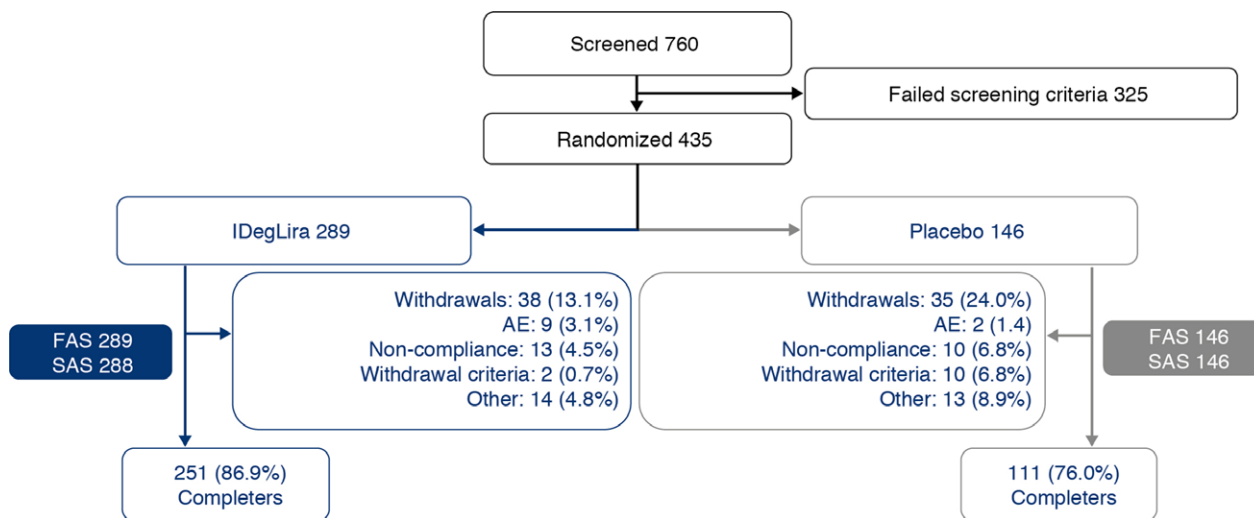 Screened 760
Failed screening criteria 325
Randomized 435
IDegLira 289
Placebo 146
Withdrawals: 38 (13.1%)
AE: 9 (3.1%)
Non-compliance: 13 (4.5%)
Withdrawal criteria: 2 (0.7%)
Other: 14 (4.8%)
Withdrawals: 35 (24.0%)
AE: 2 (1.4)
Non-compliance: 10 (6.8%)
Withdrawal criteria: 10 (6.8%)
Other: 13 (8.9%)
FAS 289
SAS 288
FAS 146
SAS 146
251 (86.9%)
Completers
111 (76.0%)
Completers